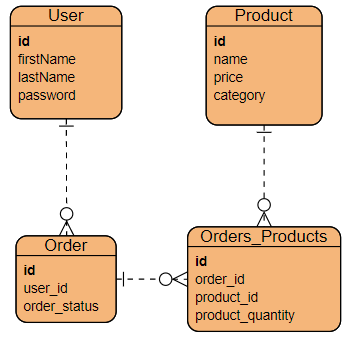 User
id
firstName
lastName
password
Product
id
name
price
category
Order
id
user_id
order_status
Orders_Products
id
order_id
product_id
product_quantity